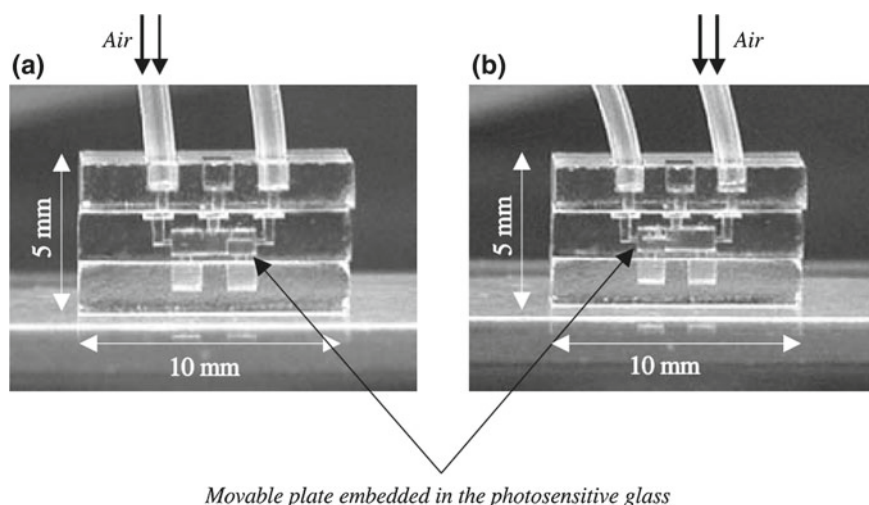 Air
Air
(a)
(b)
5 mm
5 mm
10 mm
10 mm
Movable plate embedded in the photosensitive glass